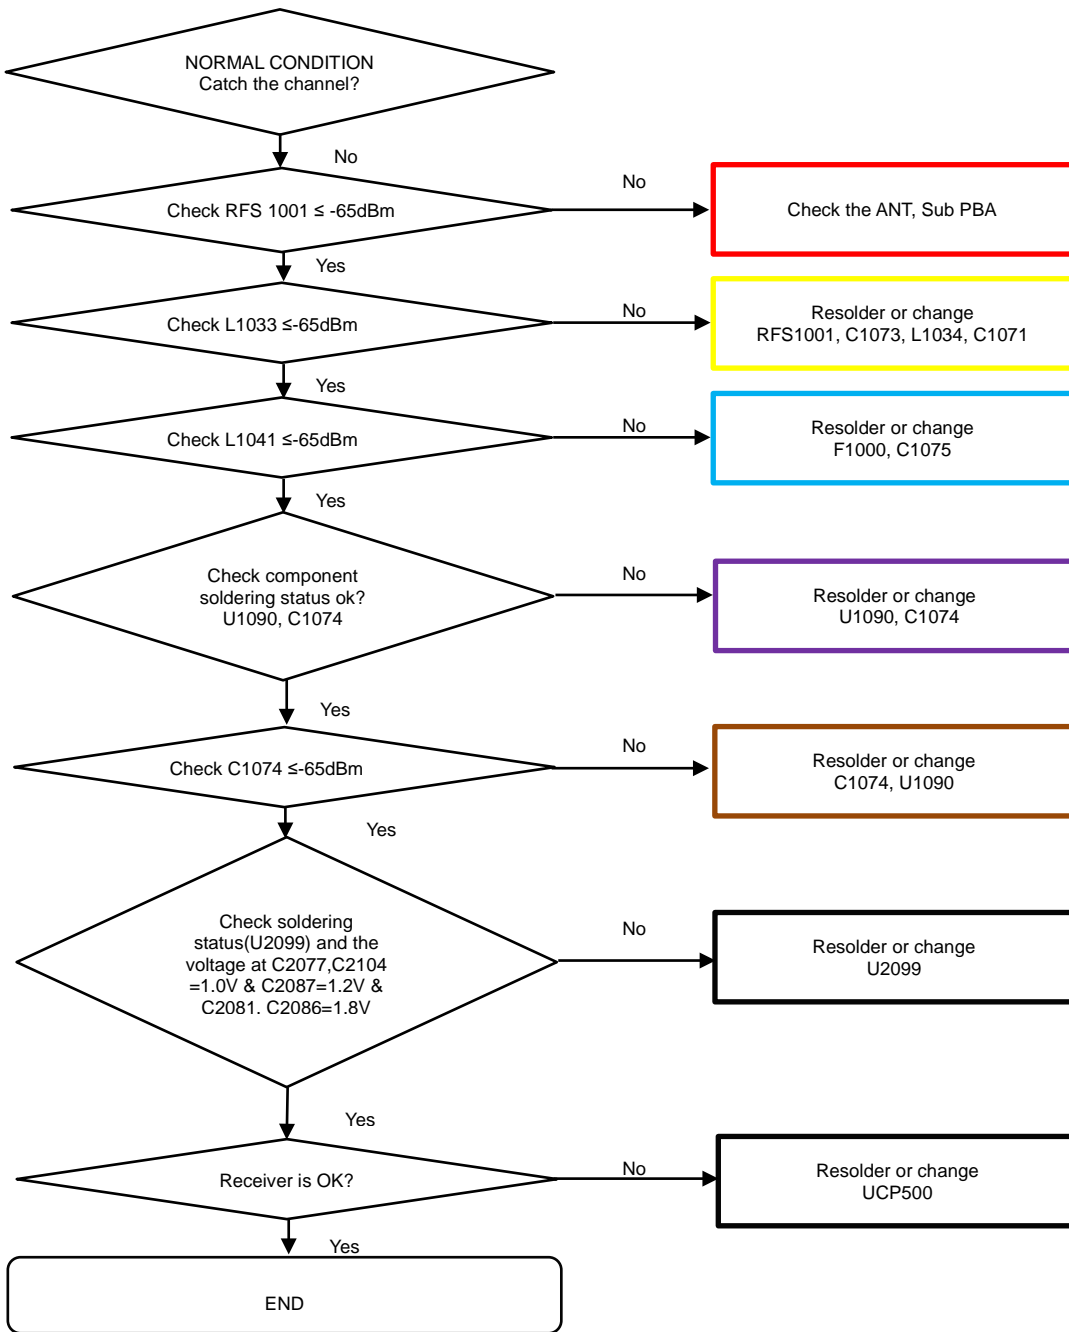 NORMAL CONDITION
Catch the channel?
No
Check RFS 1001 ≤ -65dBm
No
Check the ANT, Sub PBA
Yes
Check L1033 ≤-65dBm
No
Resolder or change
RFS1001, C1073, L1034, C1071
Yes
Check L1041 ≤-65dBm
No
Resolder or change
F1000, C1075
Yes
Check component
soldering status ok?
U1090, C1074
No
Resolder or change
U1090, C1074
Yes
Check C1074 ≤-65dBm
No
Resolder or change
C1074, U1090
Yes
Check soldering
status(U2099) and the
voltage at C2077,C2104
=1.0V & C2087=1.2V &
C2081. C2086=1.8V
No
Resolder or change
U2099
Yes
Receiver is OK?
No
Resolder or change
UCP500
Yes
END